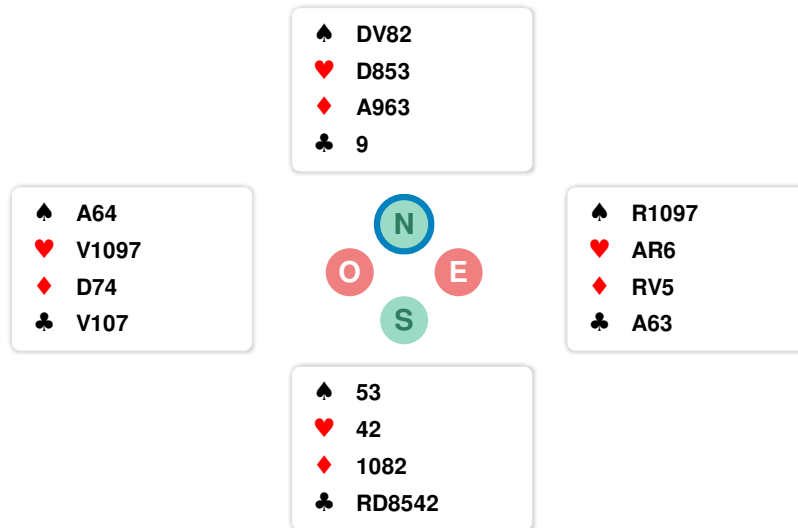 ♠ DV82
♥ D853
♦ A963
♣ 9
♠ A64
♥ V1097
♦ D74
♣ V107
N
O E
S
♠ R1097
♥ AR6
♦ RV5
♣ A63
♠ 53
♥ 42
♦ 1082
♣ RD8542